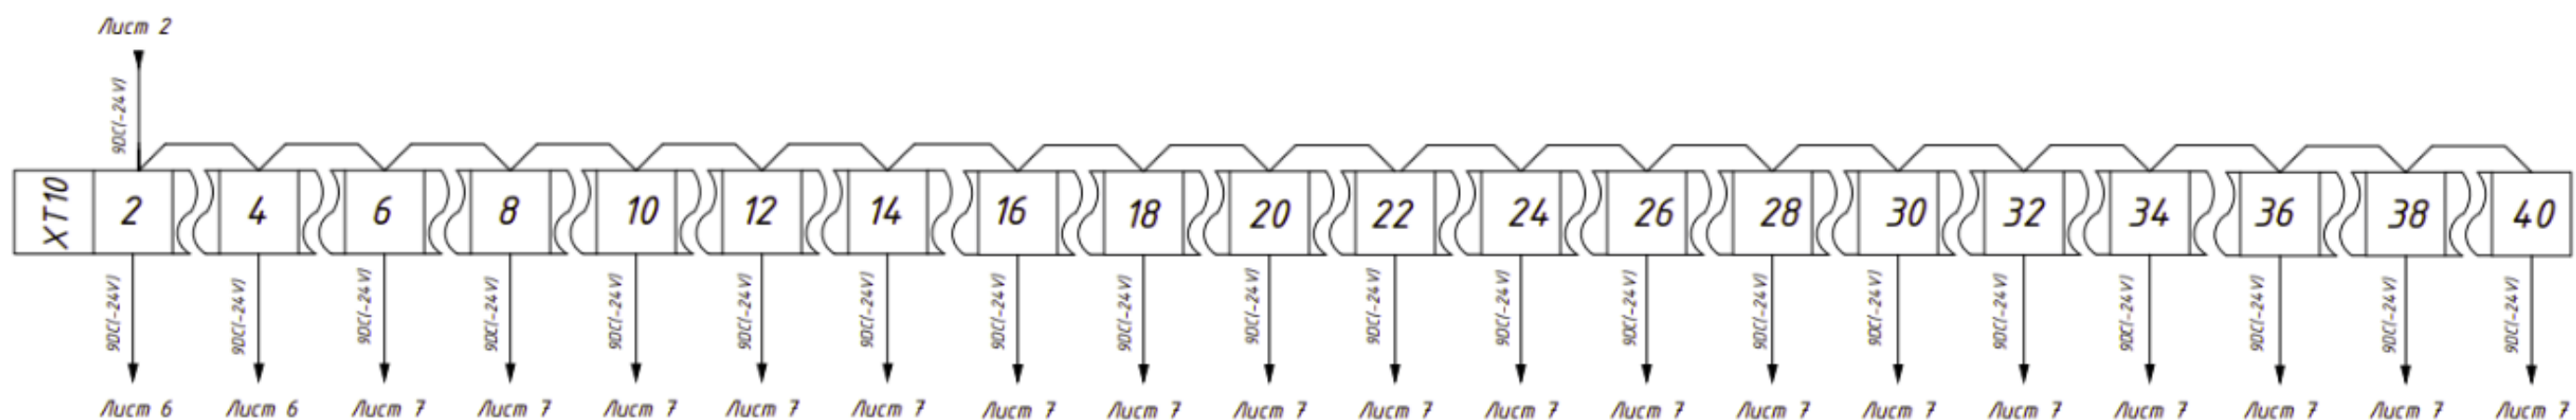 Лист 2
9DC(-24V)
XT10 2 4 6 8 10 12 14 16 18 20 22 24 26 28 30 32 34 36 38 40
9DC(-24V) 9DC(-24V) 9DC(-24V) 9DC(-24V) 9DC(-24V) 9DC(-24V) 9DC(-24V) 9DC(-24V) 9DC(-24V) 9DC(-24V) 9DC(-24V) 9DC(-24V) 9DC(-24V) 9DC(-24V) 9DC(-24V) 9DC(-24V) 9DC(-24V) 9DC(-24V) 9DC(-24V) 9DC(-24V)
Лист 6 Лист 6 Лист 7 Лист 7 Лист 7 Лист 7 Лист 7 Лист 7 Лист 7 Лист 7 Лист 7 Лист 7 Лист 7 Лист 7 Лист 7 Лист 7 Лист 7 Лист 7 Лист 7 Лист 7